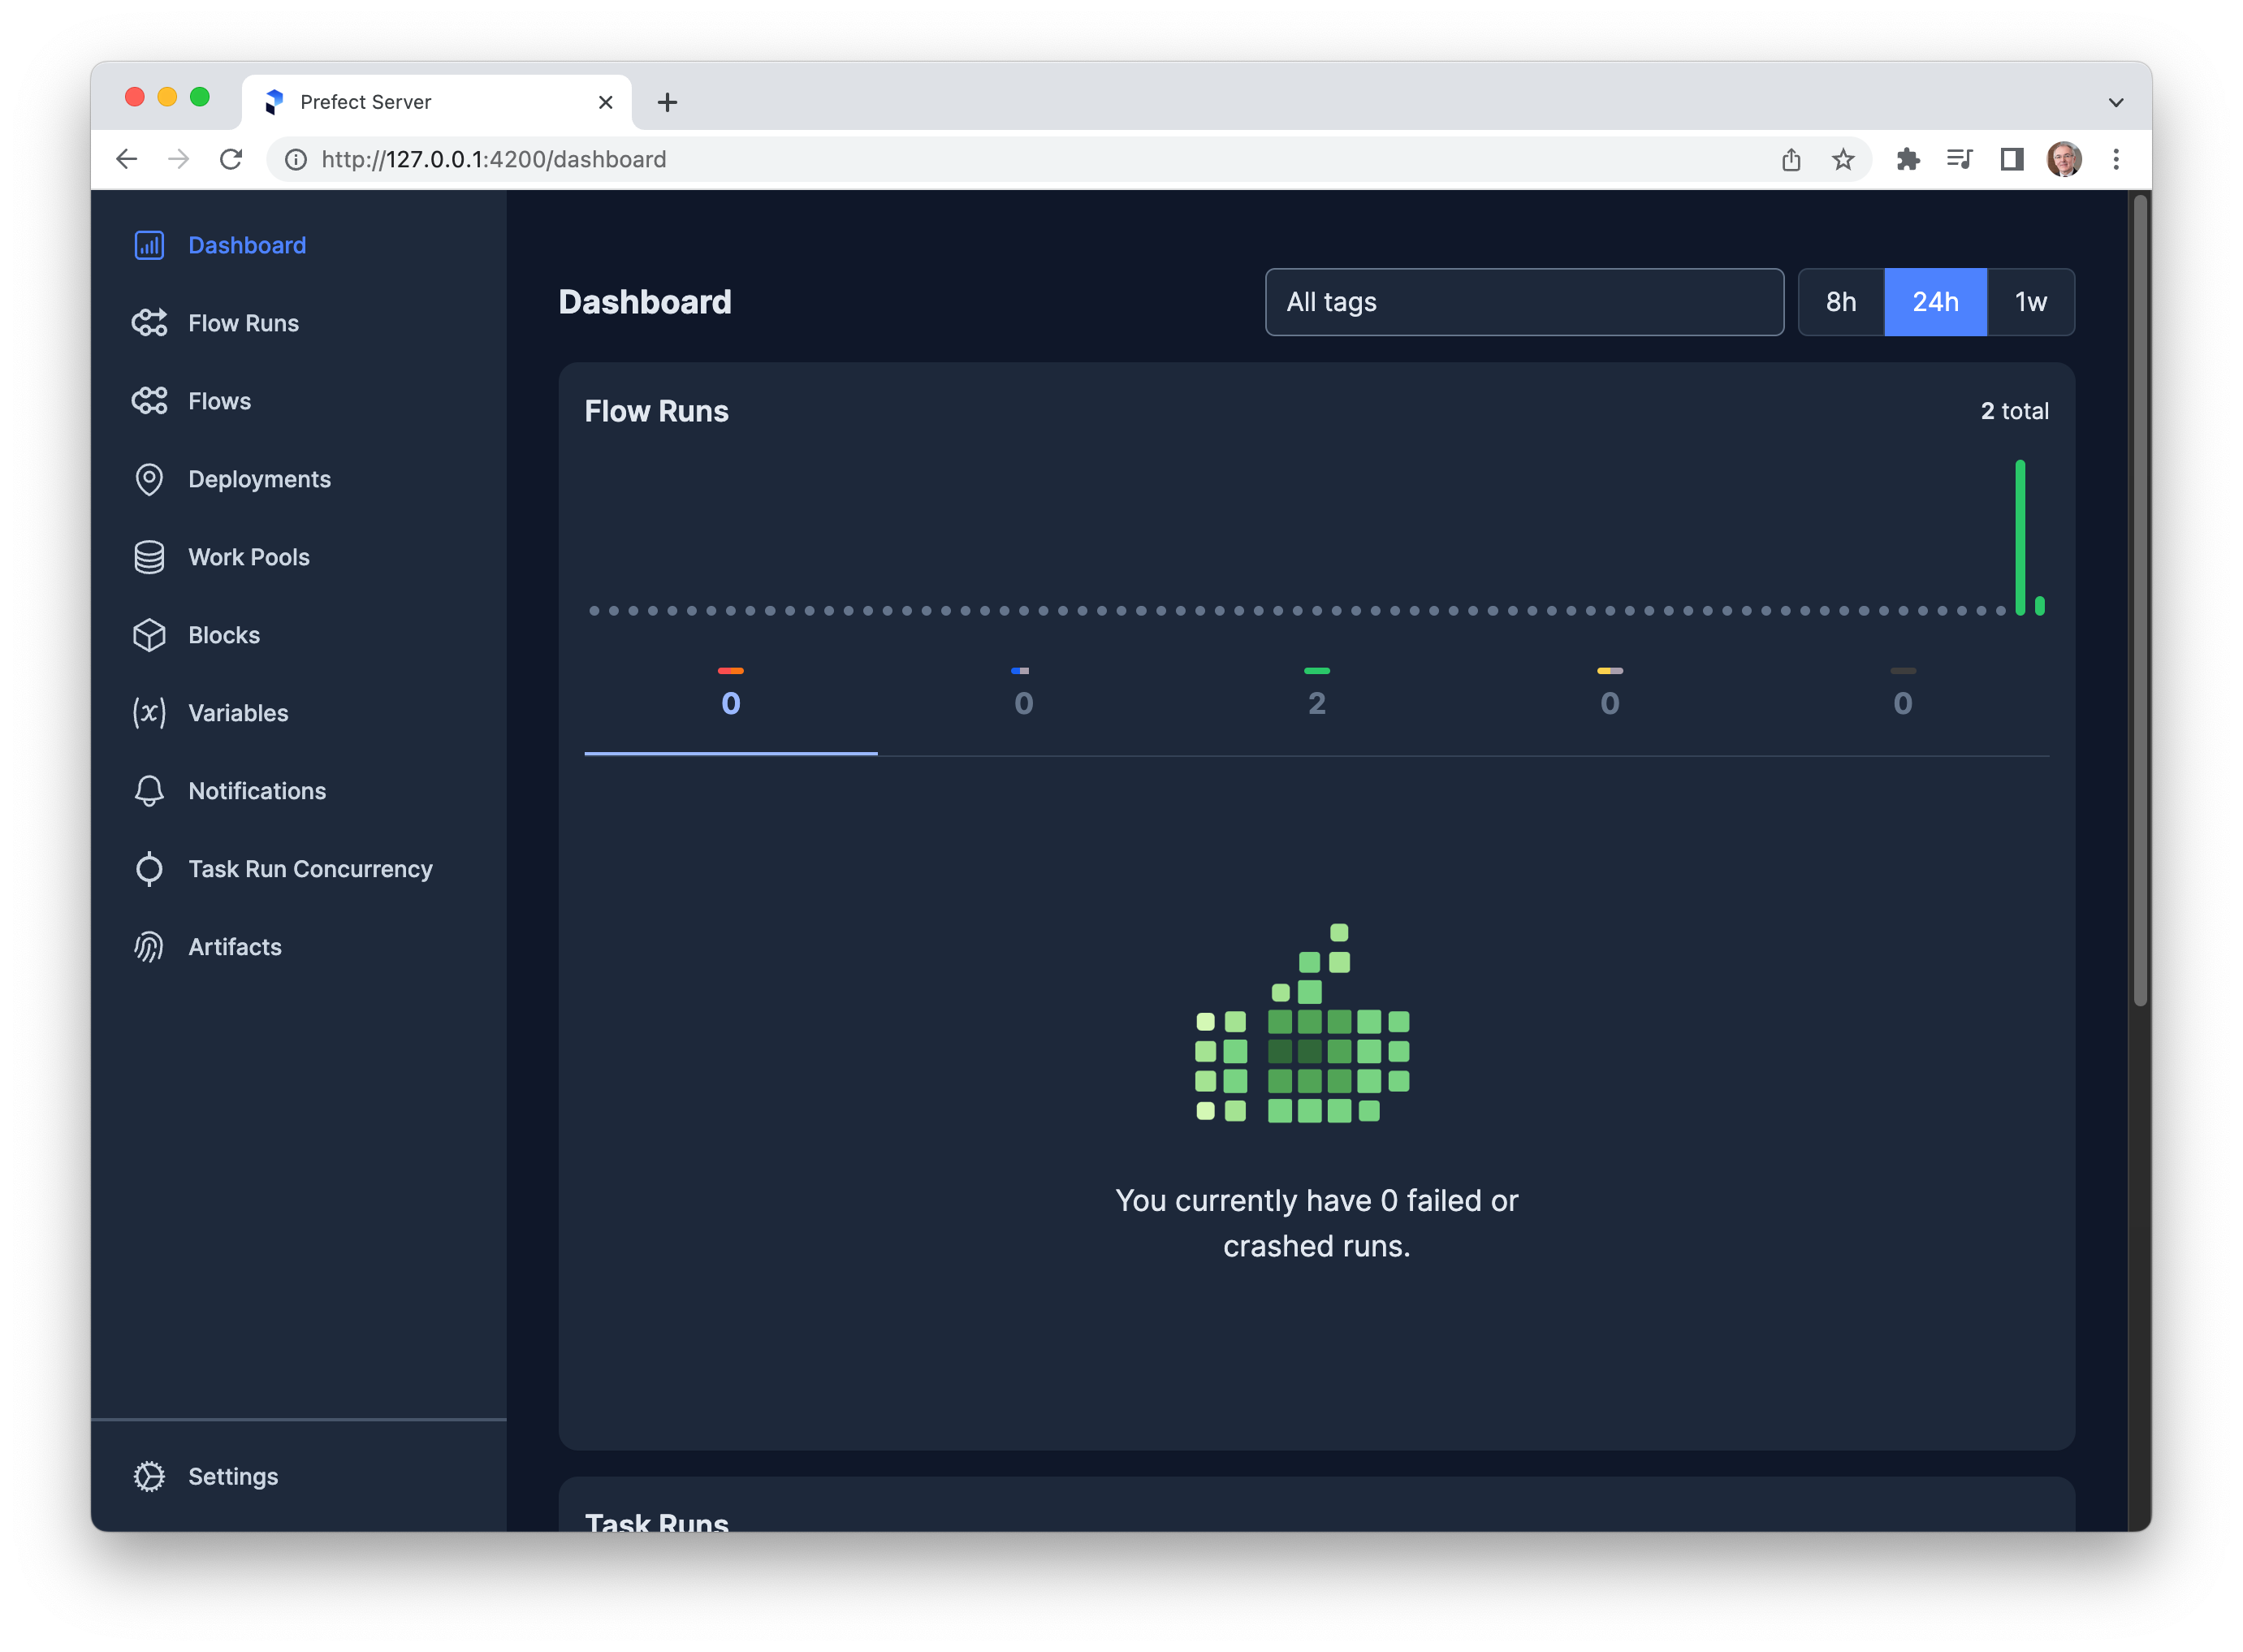 Prefect Server
http://127.0.0.1:4200/dashboard
Dashboard
Flow Runs
Flows
Deployments
Work Pools
Blocks
Variables
Notifications
Task Run Concurrency
Artifacts
Settings
Dashboard
All tags
8h 24h 1w
Flow Runs
2 total
0 0 2 0 0
You currently have 0 failed or
crashed runs.
Task Runs